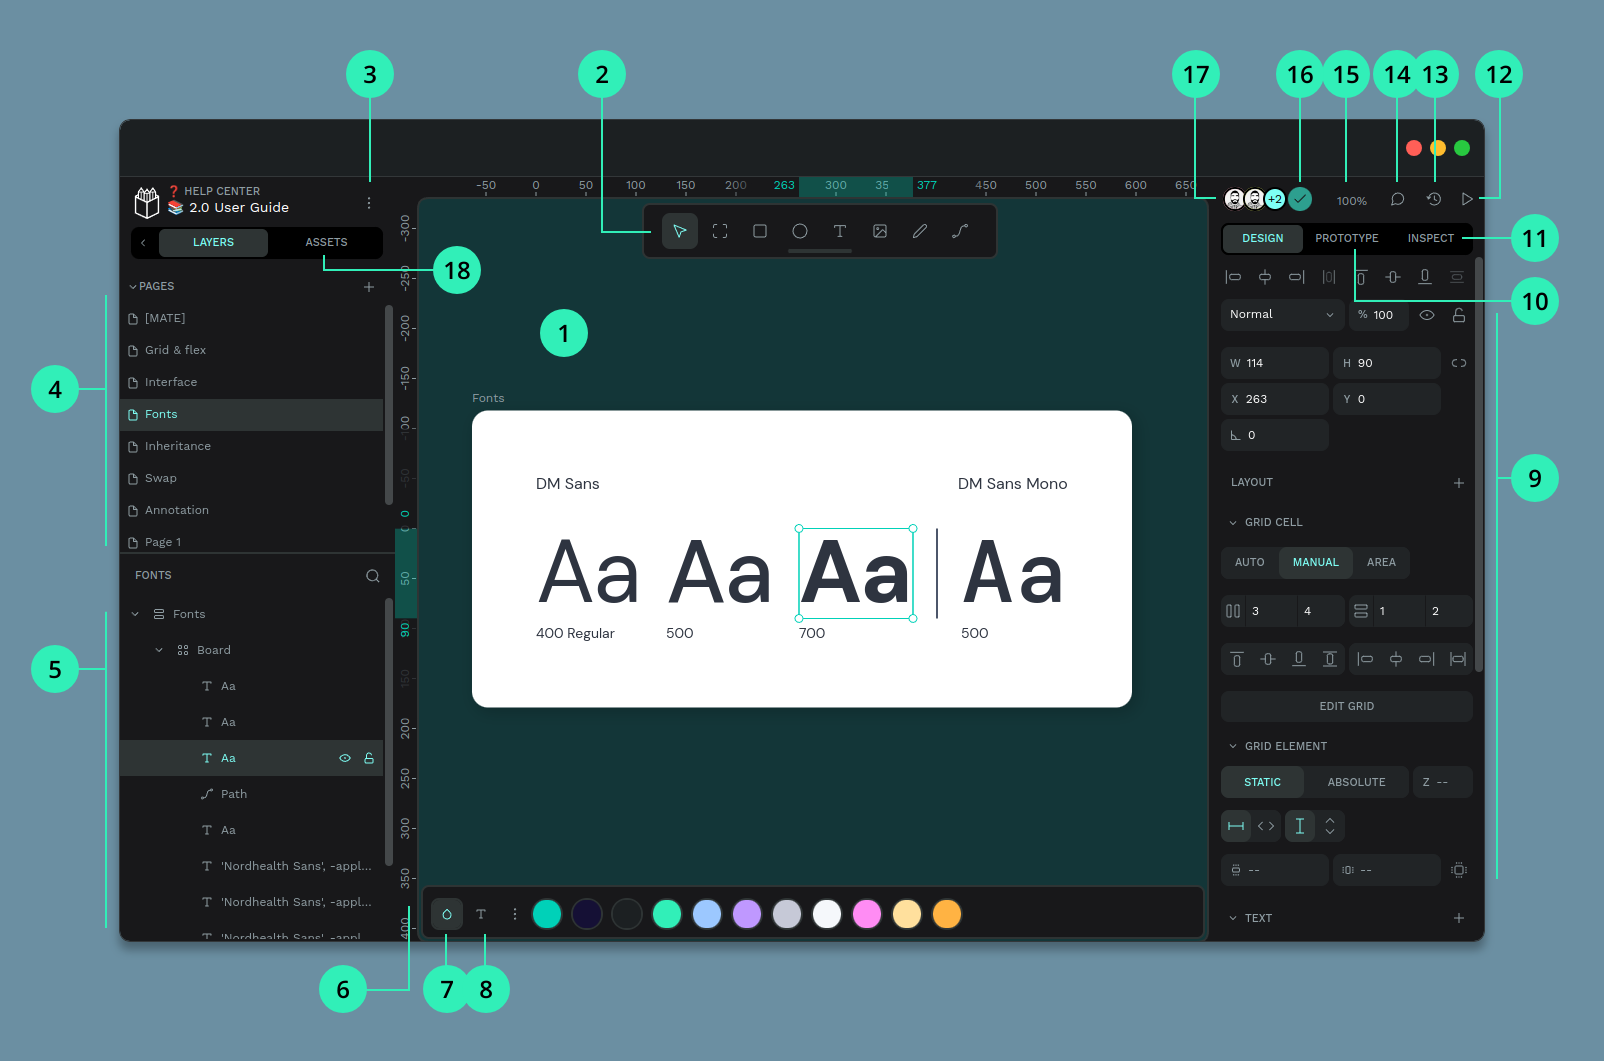 3
2
17
16
15
14
13
12
❓ HELP CENTER
📚 2.0 User Guide
-50 0 50 100 150 200 263 300 35 377 450 500 550 600 650
+2
100%
LAYERS ASSETS
DESIGN PROTOTYPE INSPECT
11
18
10
PAGES
[MATE]
Grid & flex
Interface
Fonts
Inheritance
Swap
Annotation
Page 1
4
1
-300
-250
-200
-150
-100
-50
0
50
90
150
200
250
300
350
400
Normal
% 100
W 114
H 90
X 263
Y 0
0
9
LAYOUT
GRID CELL
AUTO MANUAL AREA
3 4 1 2
EDIT GRID
GRID ELEMENT
STATIC ABSOLUTE Z --
-- --
TEXT
Fonts
DM Sans DM Sans Mono
Aa Aa Aa Aa
400 Regular 500 700 500
FONTS
Fonts
Board
Aa
Aa
Aa
Path
Aa
'Nordhealth Sans', -appl...
'Nordhealth Sans', -appl...
'Nordhealth Sans', -appl...
5
T
6
7
8